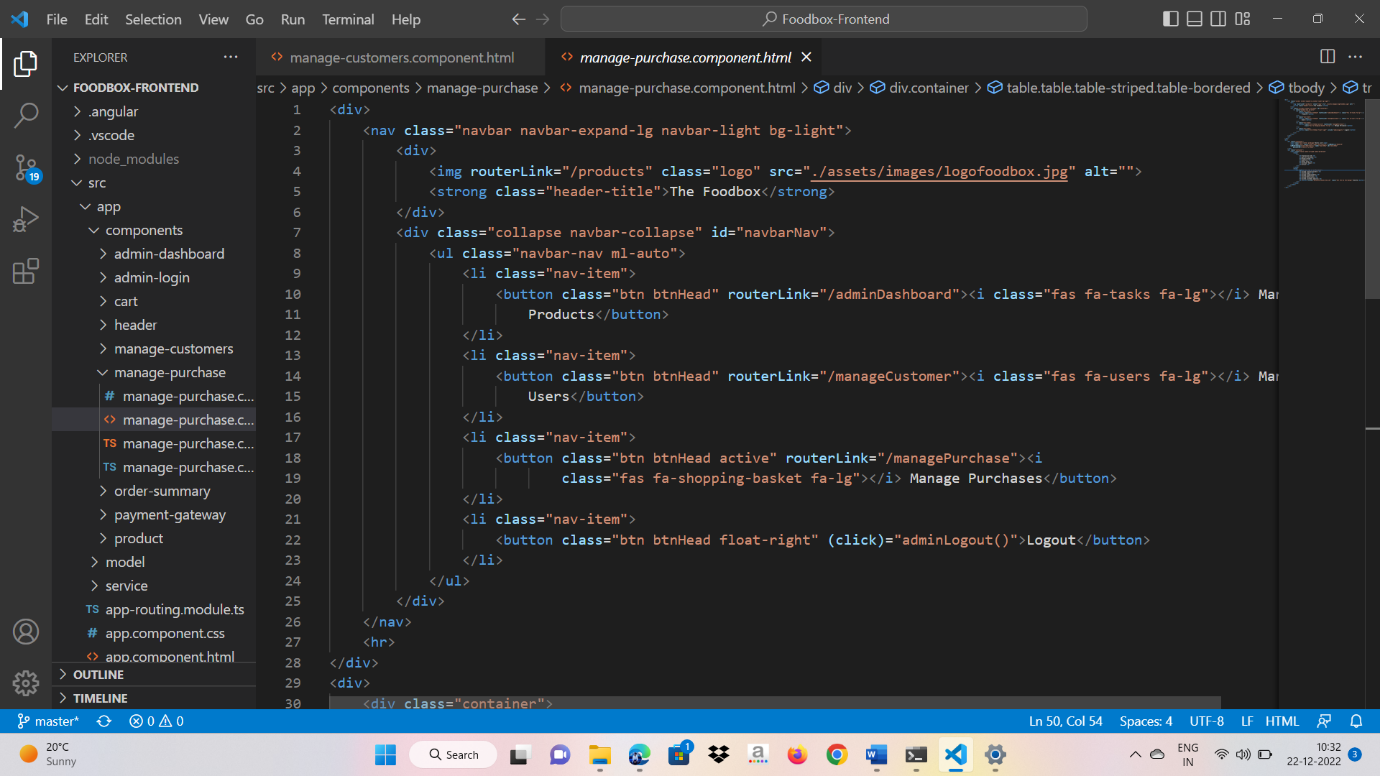 File Edit Selection View Go Run Terminal Help
Foodbox-Frontend
EXPLORER
manage-customers.component.html
manage-purchase.component.html
src > app > components > manage-purchase > manage-purchase.component.html > div > div.container > table.table.table-striped.table-bordered > tbody > tr
FOODBOX-FRONTEND
.angular
.vscode
node_modules
src
app
components
admin-dashboard
admin-login
cart
header
manage-customers
manage-purchase
# manage-purchase.c...
<> manage-purchase.c...
TS manage-purchase.c...
TS manage-purchase.c...
order-summary
payment-gateway
product
model
service
TS app-routing.module.ts
# app.component.css
<> app.component.html
OUTLINE
TIMELINE
19
1 <div>
2 <nav class="navbar navbar-expand-lg navbar-light bg-light">
3 <div>
4 <img routerLink="/products" class="logo" src="./assets/images/logofoodbox.jpg" alt="">
5 <strong class="header-title">The Foodbox</strong>
6 </div>
7 <div class="collapse navbar-collapse" id="navbarNav">
8 <ul class="navbar-nav ml-auto">
9 <li class="nav-item">
10 <button class="btn btnHead" routerLink="/adminDashboard"><i class="fas fa-tasks fa-lg"></i> Man
11 Products</button>
12 </li>
13 <li class="nav-item">
14 <button class="btn btnHead" routerLink="/manageCustomer"><i class="fas fa-users fa-lg"></i> Man
15 Users</button>
16 </li>
17 <li class="nav-item">
18 <button class="btn btnHead active" routerLink="/managePurchase"><i
19 class="fas fa-shopping-basket fa-lg"></i> Manage Purchases</button>
20 </li>
21 <li class="nav-item">
22 <button class="btn btnHead float-right" (click)="adminLogout()">Logout</button>
23 </li>
24 </ul>
25 </div>
26 </nav>
27 <hr>
28 </div>
29 <div>
30 <div class="container">
master* 0 0
Ln 50, Col 54 Spaces: 4 UTF-8 LF HTML
20°C
Sunny
Search
1
a
ENG
IN
10:32
22-12-2022
3